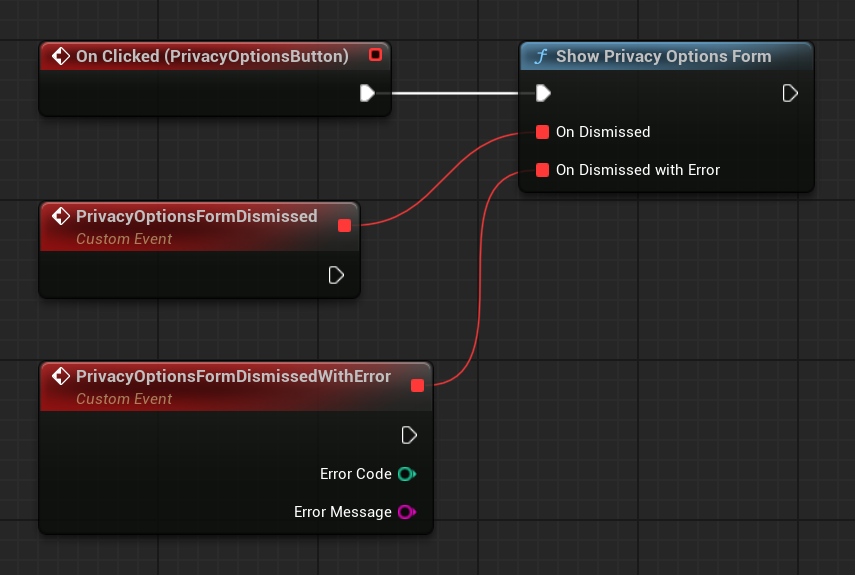 On Clicked (PrivacyOptionsButton)
f Show Privacy Options Form
On Dismissed
On Dismissed with Error
PrivacyOptionsFormDismissed
Custom Event
PrivacyOptionsFormDismissedWithError
Custom Event
Error Code
Error Message